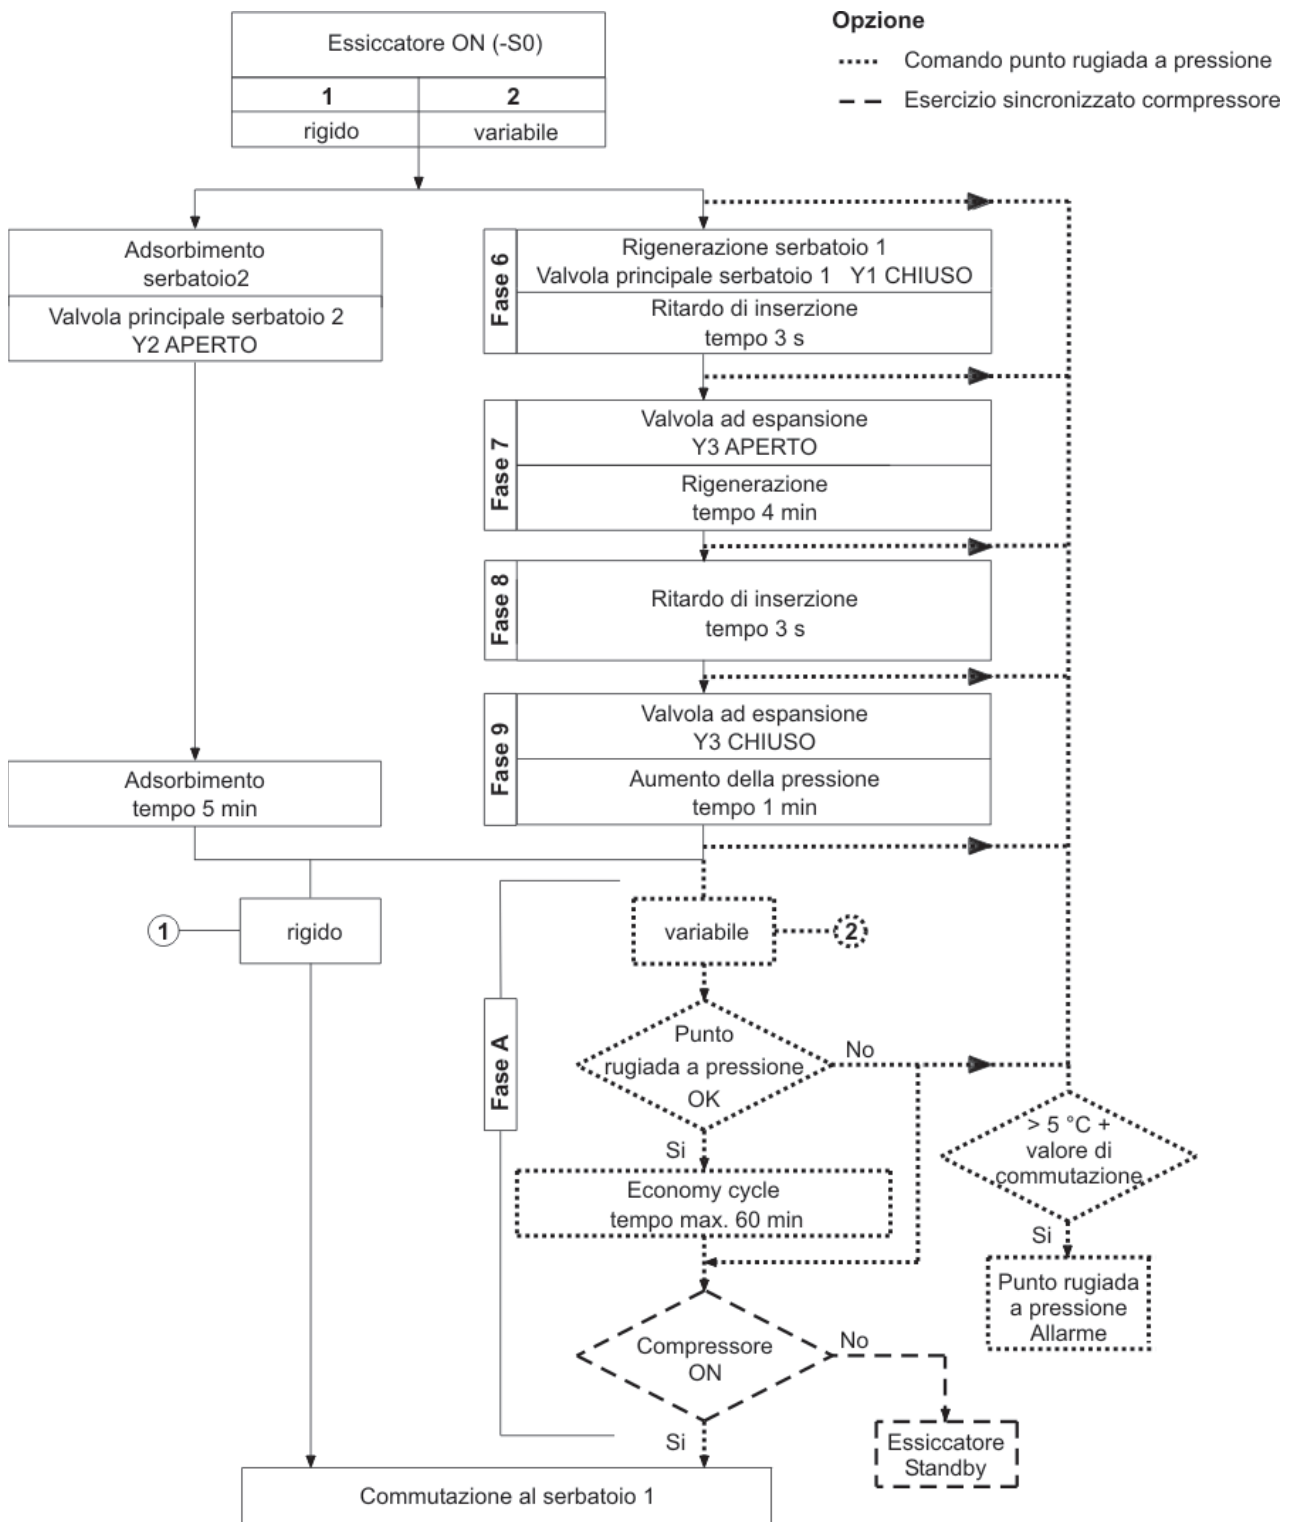 Opzione
Comando punto rugiada a pressione
Esercizio sincronizzato cormpressore
Essiccatore ON (-S0)
1
2
rigido
variabile
Adsorbimento
serbatoio2
Valvola principale serbatoio 2
Y2 APERTO
Fase 6
Rigenerazione serbatoio 1
Valvola principale serbatoio 1 Y1 CHIUSO
Ritardo di inserzione
tempo 3 s
Fase 7
Valvola ad espansione
Y3 APERTO
Rigenerazione
tempo 4 min
Fase 8
Ritardo di inserzione
tempo 3 s
Fase 9
Valvola ad espansione
Y3 CHIUSO
Aumento della pressione
tempo 1 min
Adsorbimento
tempo 5 min
1
rigido
variabile
2
Fase A
Punto
rugiada a pressione
OK
No
Si
> 5 °C +
valore di
commutazione
Si
Economy cycle
tempo max. 60 min
Punto rugiada
a pressione
Allarme
Compressore
ON
No
Si
Essiccatore
Standby
Commutazione al serbatoio 1